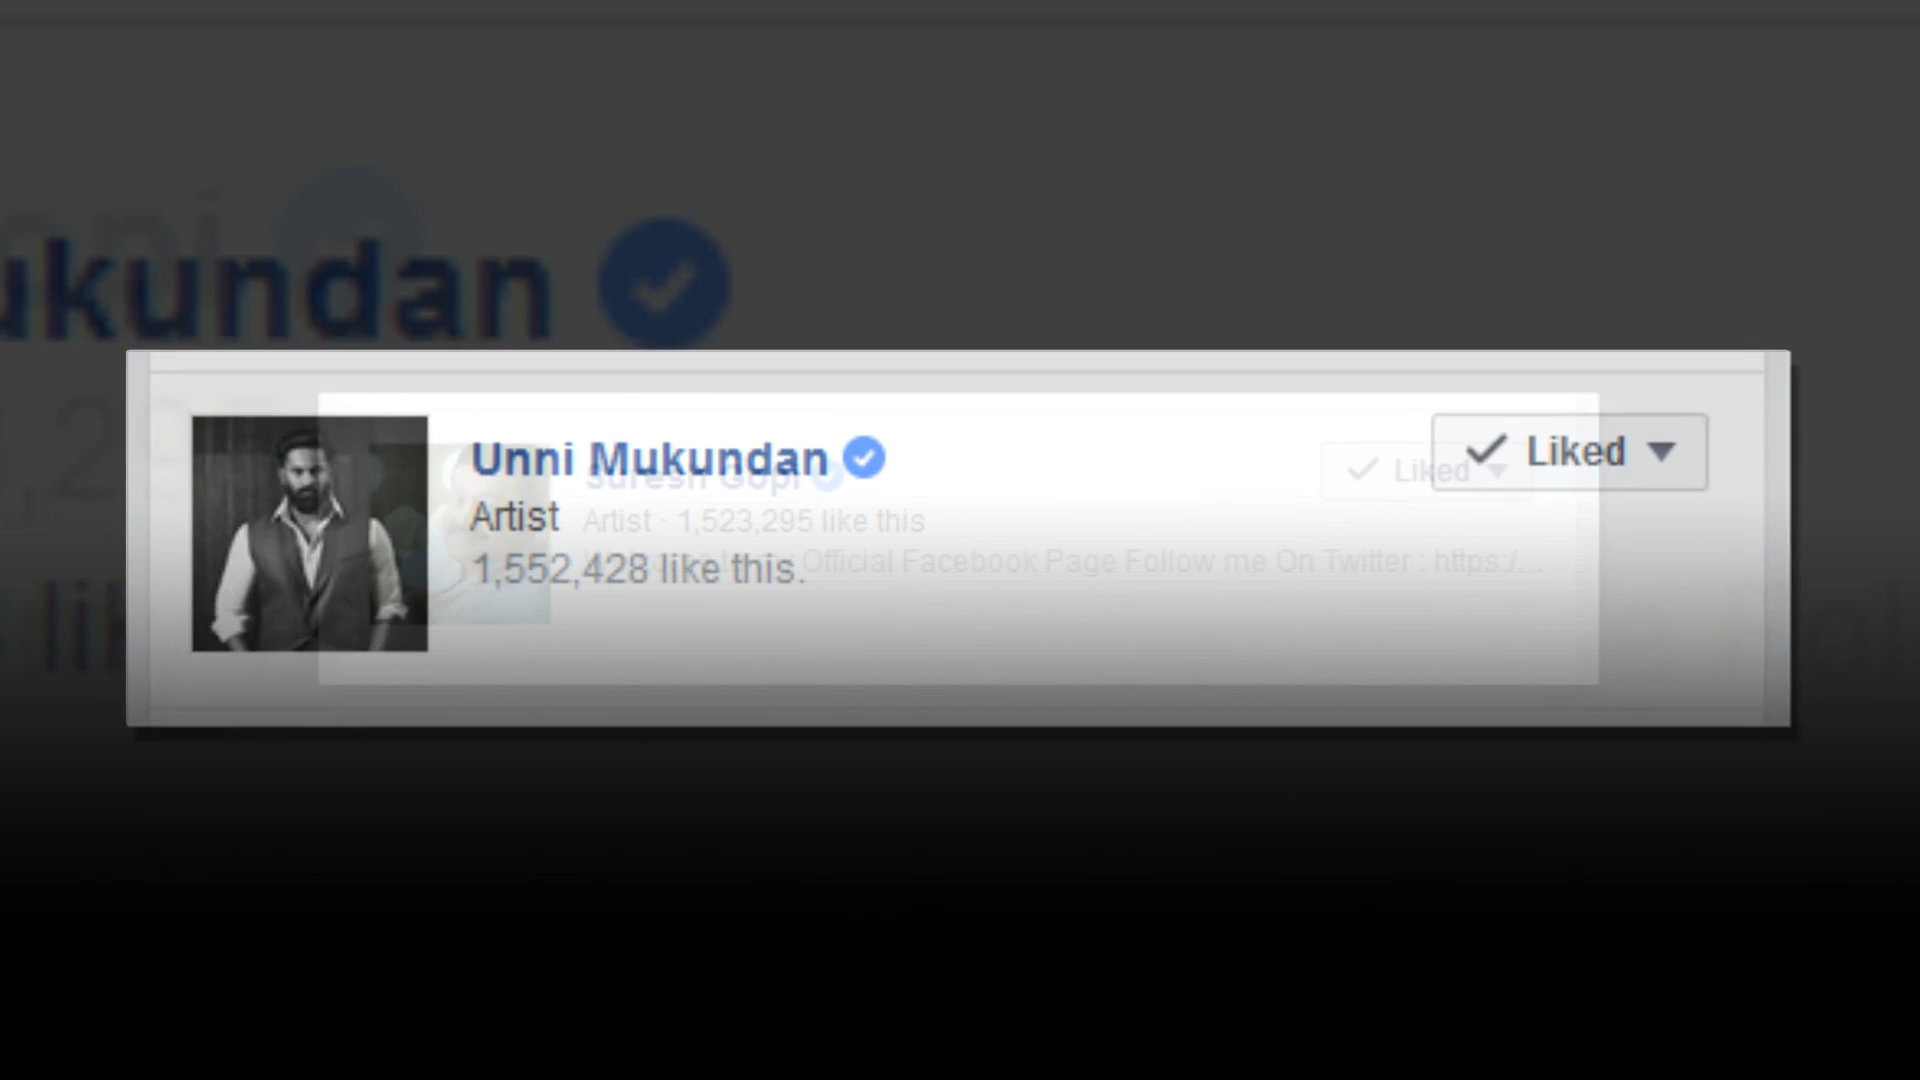 ukundan
Unni Mukundan
Liked
Artist
1,552,428 like this.
Suresh Gopi
Liked
Artist · 1,523,295 like this
Official Facebook Page Follow me On Twitter : https:/...